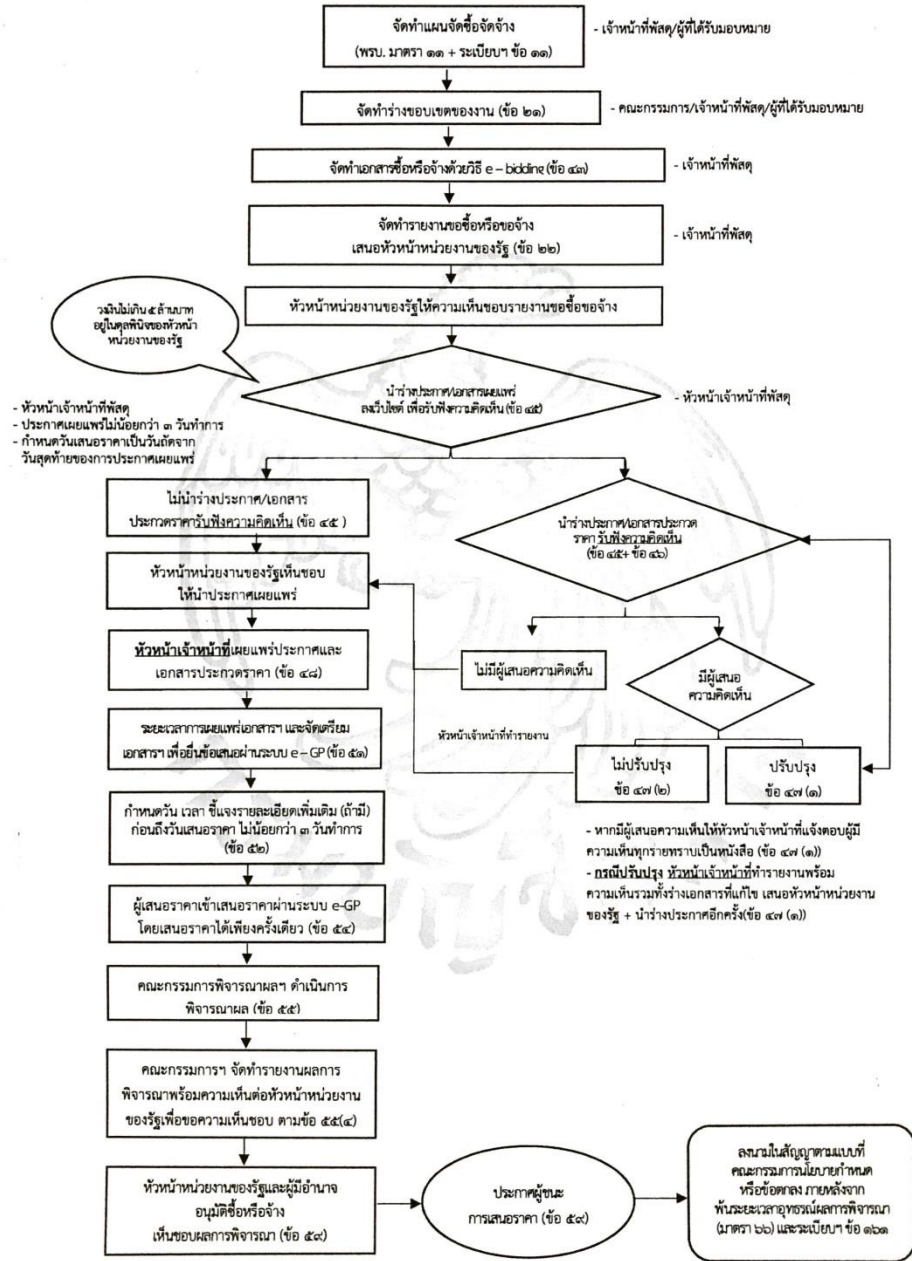 จัดทำแผนจัดซื้อจัดจ้าง
(พรบ. มาตรา ๑๑ + ระเบียบฯ ข้อ ๑๑)
- เจ้าหน้าที่พัสดุ/ผู้ที่ได้รับมอบหมาย
จัดทำร่างขอบเขตของงาน (ข้อ ๒๑)
- คณะกรรมการ/เจ้าหน้าที่พัสดุ/ผู้ที่ได้รับมอบหมาย
จัดทำเอกสารซื้อหรือจ้างด้วยวิธี e – bidding (ข้อ ๔๓)
- เจ้าหน้าที่พัสดุ
จัดทำรายงานขอซื้อหรือขอจ้าง
เสนอหัวหน้าหน่วยงานของรัฐ (ข้อ ๒๒)
- เจ้าหน้าที่พัสดุ
หัวหน้าหน่วยงานของรัฐให้ความเห็นชอบรายงานขอซื้อขอจ้าง
วงเงินไม่เกิน ๕ ล้านบาท
อยู่ในดุลพินิจของหัวหน้า
หน่วยงานของรัฐ
นำร่างประกาศ/เอกสารเผยแพร่
ลงเว็บไซต์ เพื่อรับฟังความคิดเห็น (ข้อ ๔๕)
- หัวหน้าเจ้าหน้าที่พัสดุ
- หัวหน้าเจ้าหน้าที่พัสดุ
- ประกาศเผยแพร่ไม่น้อยกว่า ๓ วันทำการ
- กำหนดวันเสนอราคาเป็นวันถัดจาก
วันสุดท้ายของการประกาศเผยแพร่
ไม่นำร่างประกาศ/เอกสาร
ประกวดราคารับฟังความคิดเห็น (ข้อ ๔๕ )
นำร่างประกาศ/เอกสารประกวด
ราคา รับฟังความคิดเห็น
(ข้อ ๔๕+ ข้อ ๔๖)
หัวหน้าหน่วยงานของรัฐเห็นชอบ
ให้นำประกาศเผยแพร่
หัวหน้าเจ้าหน้าที่เผยแพร่ประกาศและ
เอกสารประกวดราคา (ข้อ ๔๘)
ไม่มีผู้เสนอความคิดเห็น
มีผู้เสนอ
ความคิดเห็น
ระยะเวลาการเผยแพร่เอกสารฯ และจัดเตรียม
เอกสารฯ เพื่อยื่นข้อเสนอผ่านระบบ e – GP (ข้อ ๕๑)
หัวหน้าเจ้าหน้าที่ทำรายงาน
ไม่ปรับปรุง
ข้อ ๔๗ (๒)
ปรับปรุง
ข้อ ๔๗ (๑)
กำหนดวัน เวลา ชี้แจงรายละเอียดเพิ่มเติม (ถ้ามี)
ก่อนถึงวันเสนอราคา ไม่น้อยกว่า ๓ วันทำการ
(ข้อ ๕๒)
- หากมีผู้เสนอความเห็นให้หัวหน้าเจ้าหน้าที่แจ้งตอบผู้มี
ความเห็นทุกรายทราบเป็นหนังสือ (ข้อ ๔๗ (๑))
- กรณีปรับปรุง หัวหน้าเจ้าหน้าที่ทำรายงานพร้อม
ความเห็นรวมทั้งร่างเอกสารที่แก้ไข เสนอหัวหน้าหน่วยงาน
ของรัฐ + นำร่างประกาศอีกครั้ง(ข้อ ๔๗ (๑))
ผู้เสนอราคาเข้าเสนอราคาผ่านระบบ e-GP
โดยเสนอราคาได้เพียงครั้งเดียว (ข้อ ๕๔)
คณะกรรมการพิจารณาผลฯ ดำเนินการ
พิจารณาผล (ข้อ ๕๕)
คณะกรรมการฯ จัดทำรายงานผลการ
พิจารณาพร้อมความเห็นต่อหัวหน้าหน่วยงาน
ของรัฐเพื่อขอความเห็นชอบ ตามข้อ ๕๕(๔)
หัวหน้าหน่วยงานของรัฐและผู้มีอำนาจ
อนุมัติซื้อหรือจ้าง
เห็นชอบผลการพิจารณา (ข้อ ๕๙)
ประกาศผู้ชนะ
การเสนอราคา (ข้อ ๕๙)
ลงนามในสัญญาตามแบบที่
คณะกรรมการนโยบายกำหนด
หรือข้อตกลง ภายหลังจาก
พ้นระยะเวลาอุทธรณ์ผลการพิจารณา
(มาตรา ๖๖) และระเบียบฯ ข้อ ๑๖๑